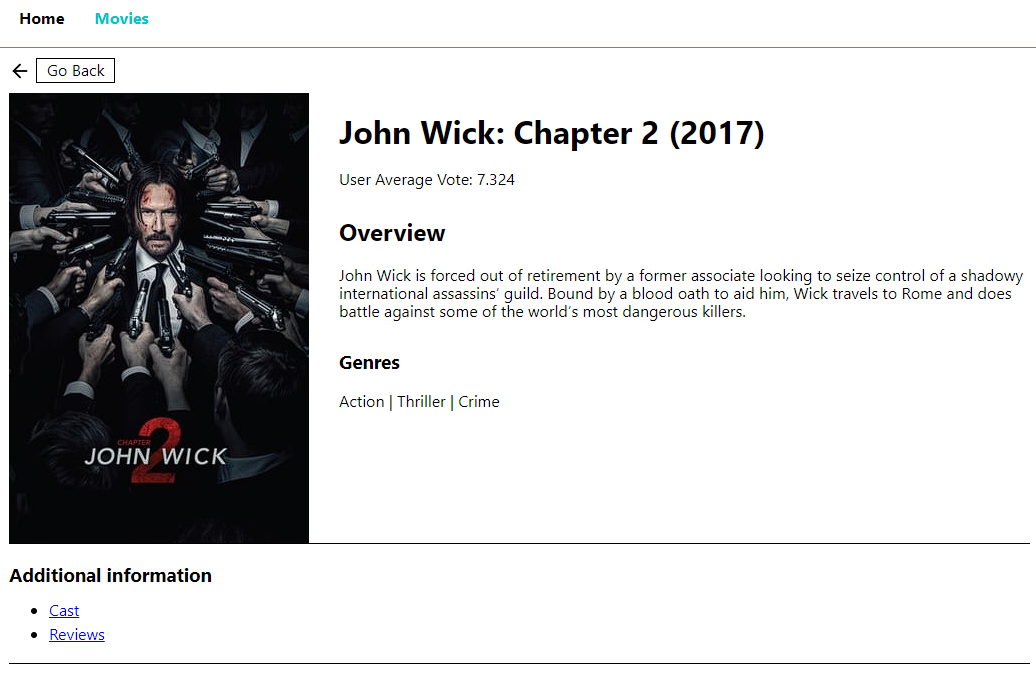 Home Movies
Go Back
John Wick: Chapter 2 (2017)
User Average Vote: 7.324
Overview
John Wick is forced out of retirement by a former associate looking to seize control of a shadowy
international assassins’ guild. Bound by a blood oath to aid him, Wick travels to Rome and does
battle against some of the world’s most dangerous killers.
Genres
Action | Thriller | Crime
CHAPTER
2
JOHN WICK
Additional information
Cast
Reviews